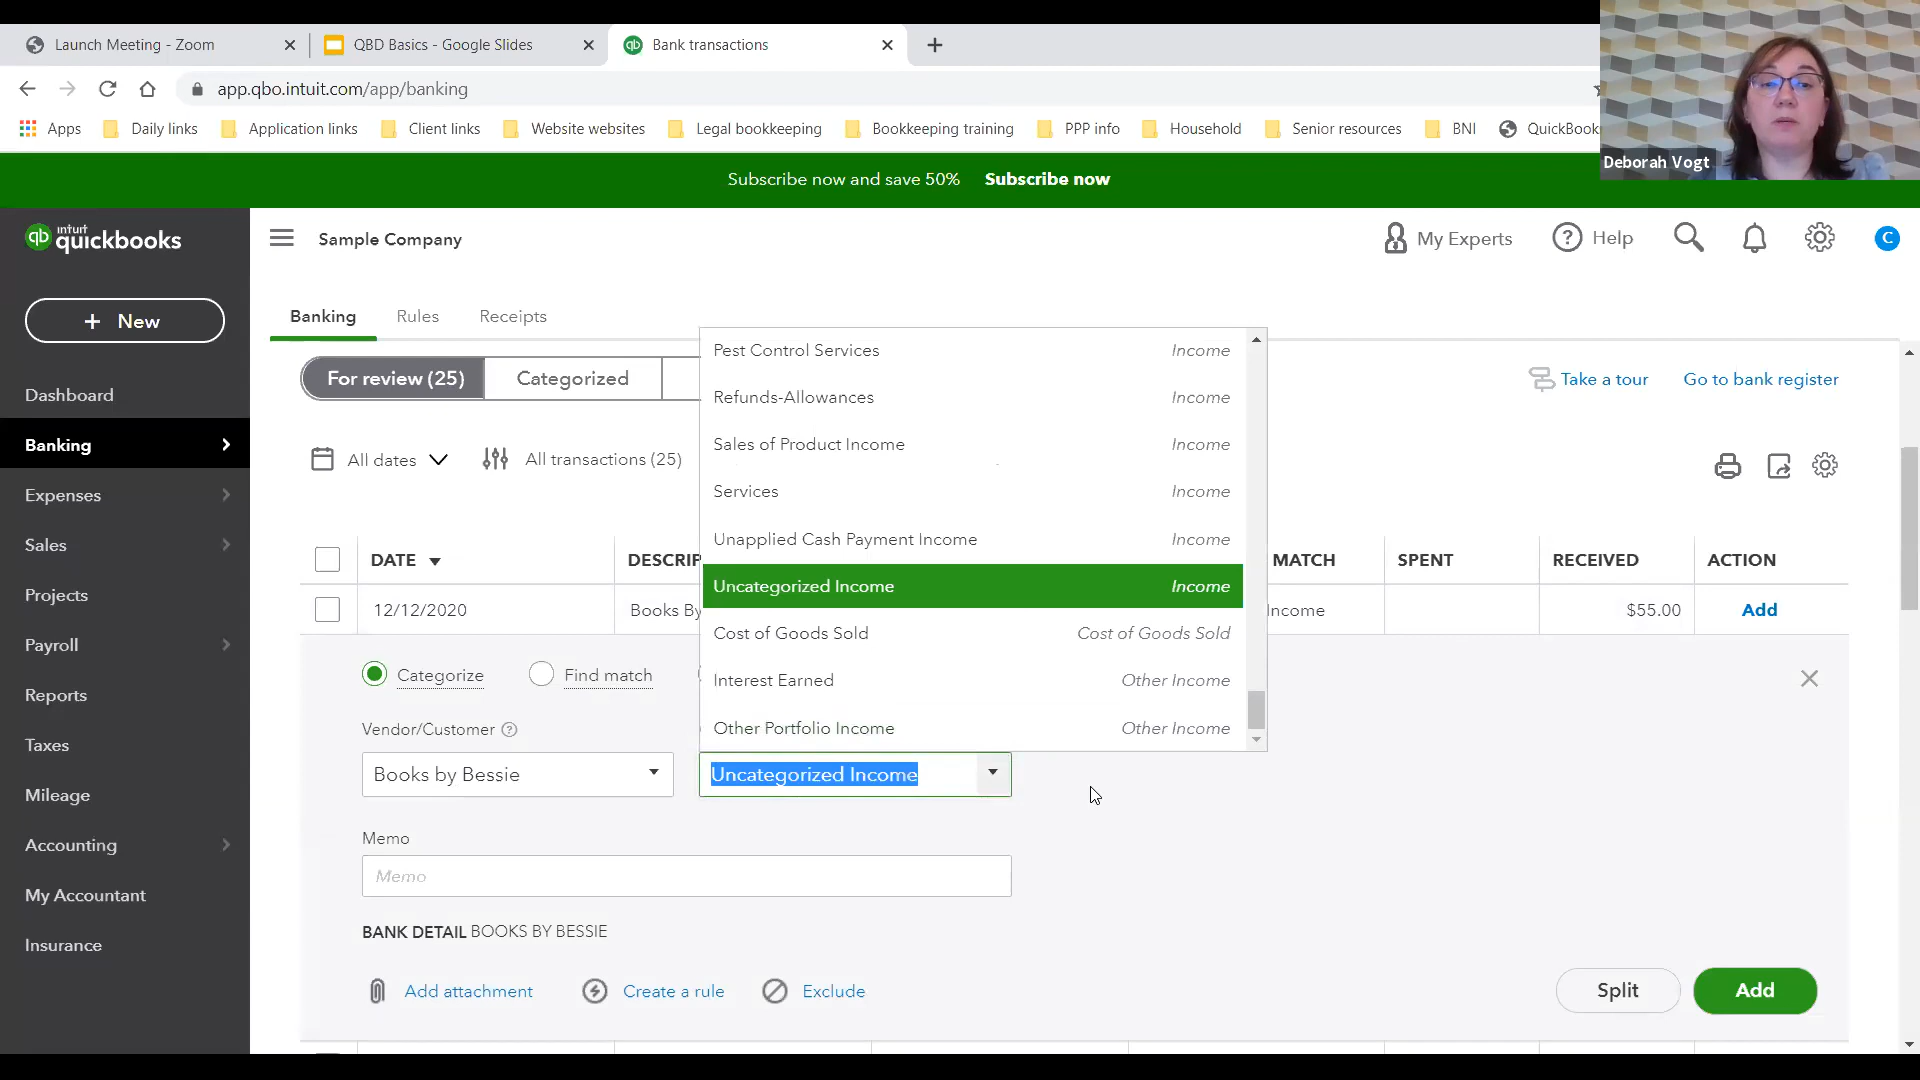 Launch Meeting - Zoom
QBD Basics - Google Slides
qb Bank transactions
app.qbo.intuit.com/app/banking
Apps
Daily links
Application links
Client links
Website websites
Legal bookkeeping
Bookkeeping training
PPP info
Household
Senior resources
BNI
QuickBook
Deborah Vogt
Subscribe now and save 50% Subscribe now
qb intuit quickbooks
Sample Company
My Experts
Help
C
+ New
Dashboard
Banking
Expenses
Sales
Projects
Payroll
Reports
Taxes
Mileage
Accounting
My Accountant
Insurance
Banking Rules Receipts
For review (25) Categorized
Take a tour Go to bank register
All dates All transactions (25)
Pest Control Services Income
Refunds-Allowances Income
Sales of Product Income Income
Services Income
Unapplied Cash Payment Income Income
Uncategorized Income Income
Cost of Goods Sold Cost of Goods Sold
Interest Earned Other Income
Other Portfolio Income Other Income
DATE DESCRIP MATCH SPENT RECEIVED ACTION
12/12/2020 Books By Income $55.00 Add
Categorize Find match
Vendor/Customer ?
Books by Bessie Uncategorized Income
Memo
Memo
BANK DETAIL BOOKS BY BESSIE
Add attachment Create a rule Exclude
Split Add